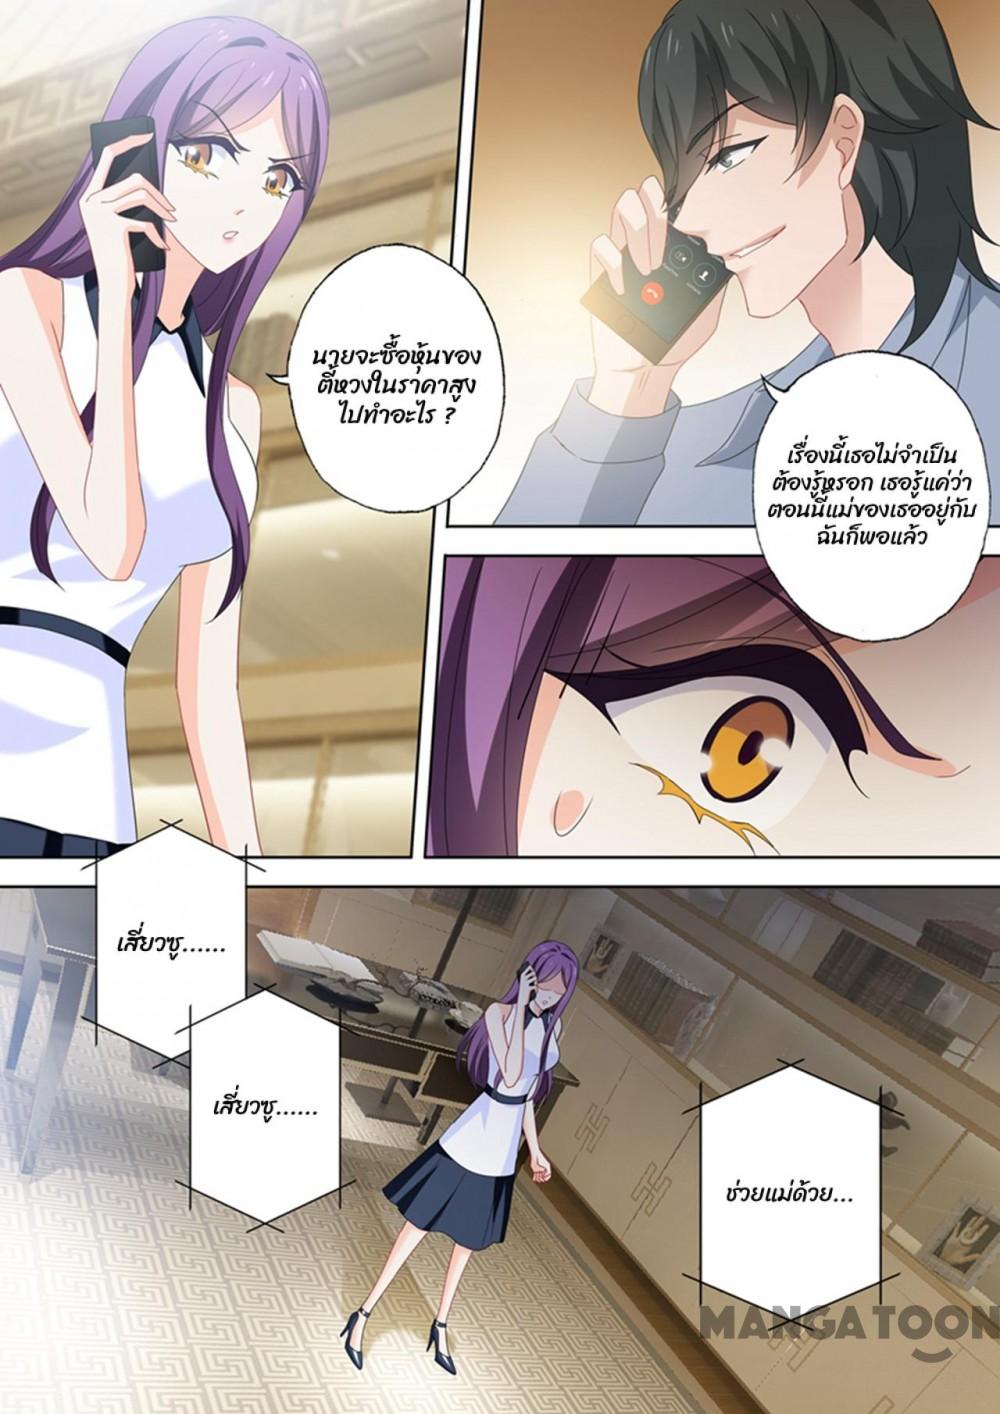 นายจะซื้อหุ้นของ
ตี้หวงในราคาสูง
ไปทำอะไร ?
เรื่องนี้เธอไม่จำเป็น
ต้องรู้หรอก เธอรู้แค่ว่า
ตอนนี้แม่ของเธออยู่กับ
ฉันก็พอแล้ว
เสี่ยวซู......
เสี่ยวซู......
ช่วยแม่ด้วย...
MANGATOON